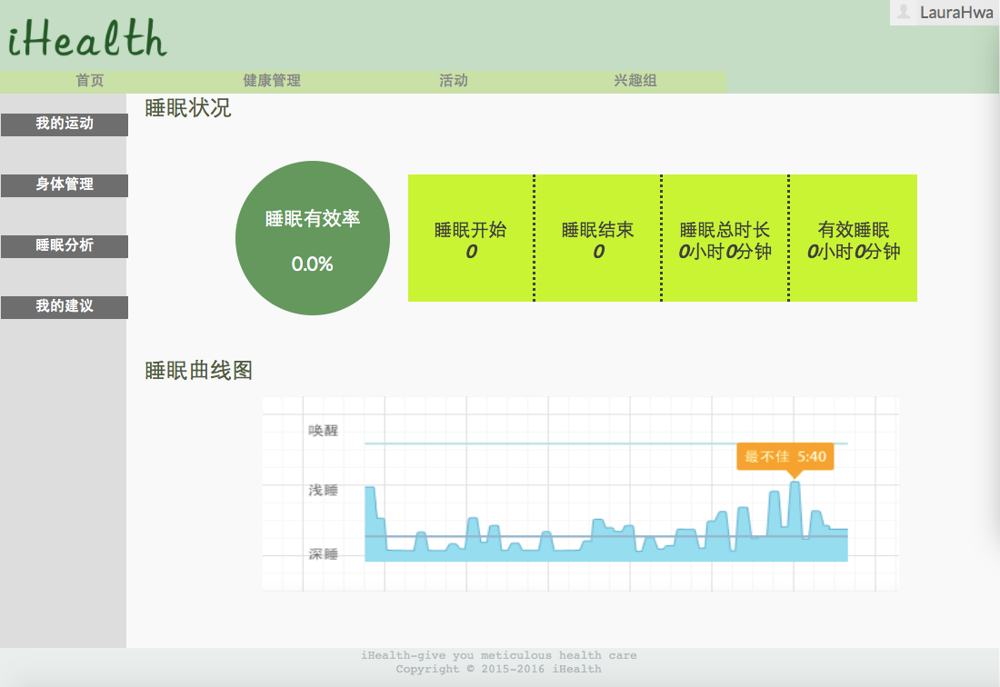 iHealth
LauraHwa
首页 健康管理 活动 兴趣组
我的运动
身体管理
睡眠分析
我的建议
睡眠状况
睡眠有效率
0.0%
睡眠开始
0
睡眠结束
0
睡眠总时长
0小时0分钟
有效睡眠
0小时0分钟
睡眠曲线图
唤醒
最不佳 5:40
浅睡
深睡
iHealth-give you meticulous health care
Copyright © 2015-2016 iHealth